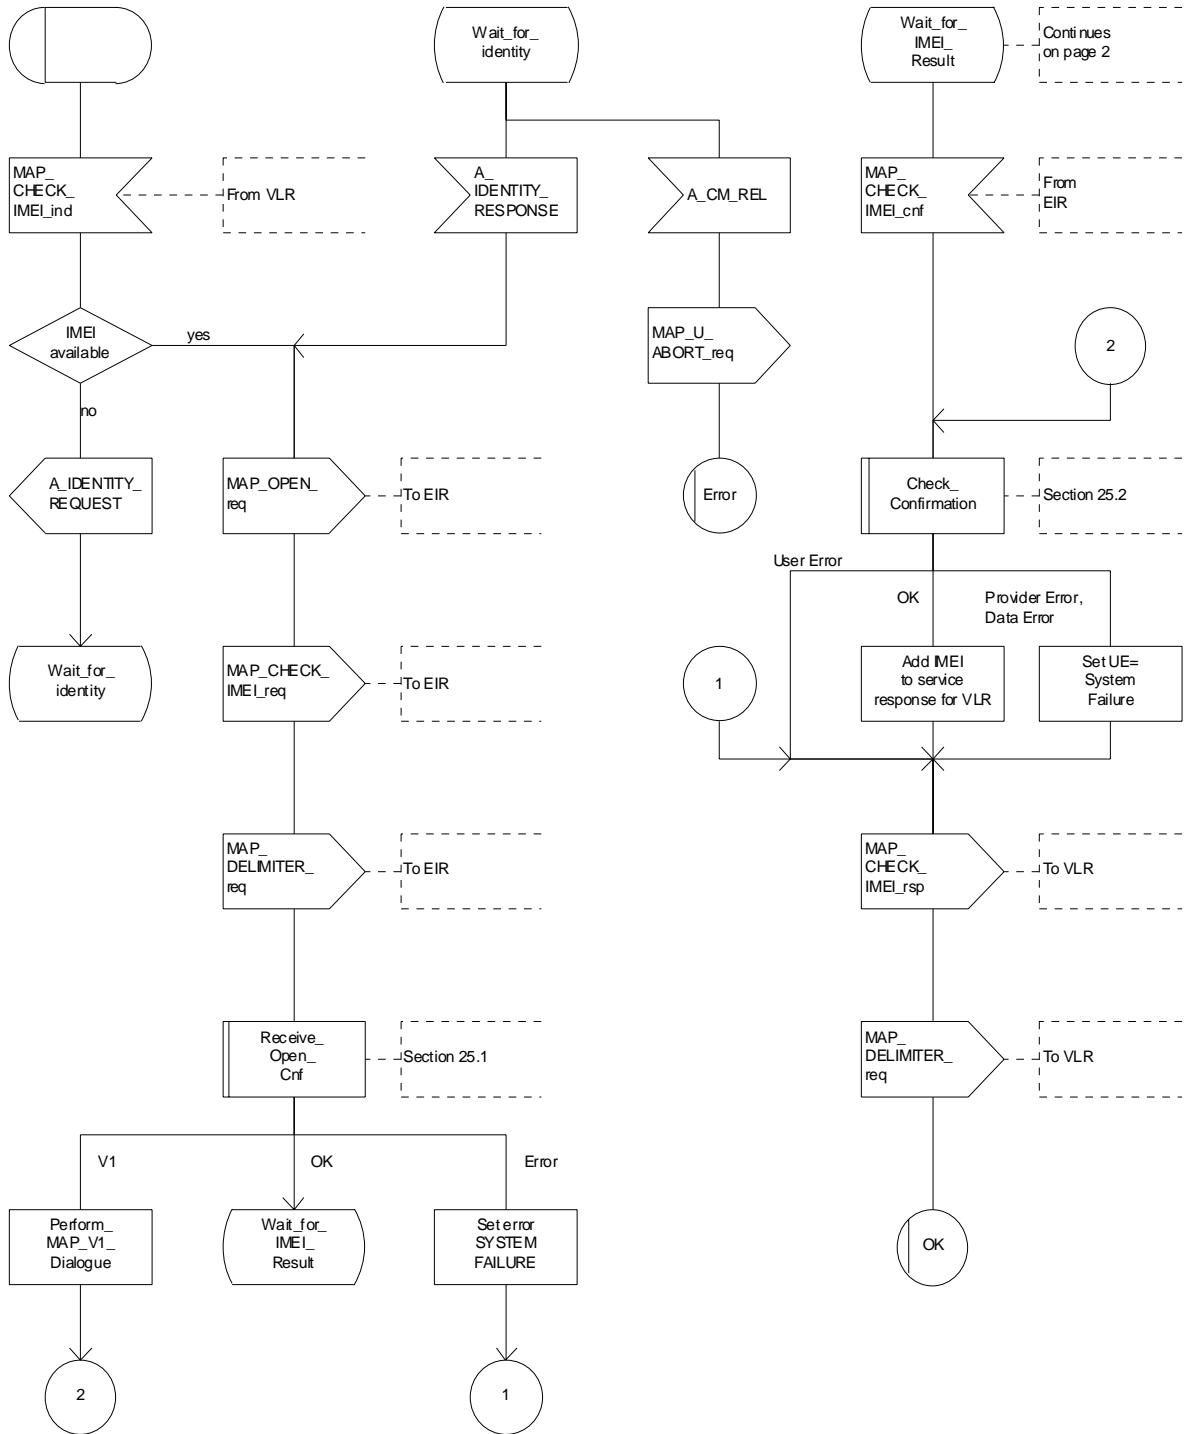 Wait_for_
identity
Wait_for_
IMEI_
Result
Continues
on page 2
MAP_
CHECK_
IMEI_ind
From VLR
A_
IDENTITY_
RESPONSE
A_CM_REL
MAP_
CHECK_
IMEI_cnf
From
EIR
IMEI
available
yes
no
MAP_U_
ABORT_req
2
A_IDENTITY_
REQUEST
MAP_OPEN_
req
To EIR
Error
Check_
Confirmation
Section 25.2
User Error
OK
Provider Error,
Data Error
Wait_for_
identity
MAP_CHECK_
IMEI_req
To EIR
1
Add IMEI
to service
response for VLR
Set UE=
System
Failure
MAP_
DELIMITER_
req
To EIR
MAP_
CHECK_
IMEI_rsp
To VLR
Receive_
Open_
Cnf
Section 25.1
MAP_
DELIMITER_
req
To VLR
V1
OK
Error
Perform_
MAP_V1_
Dialogue
Wait_for_
IMEI_
Result
Set error
SYSTEM
FAILURE
OK
2
1